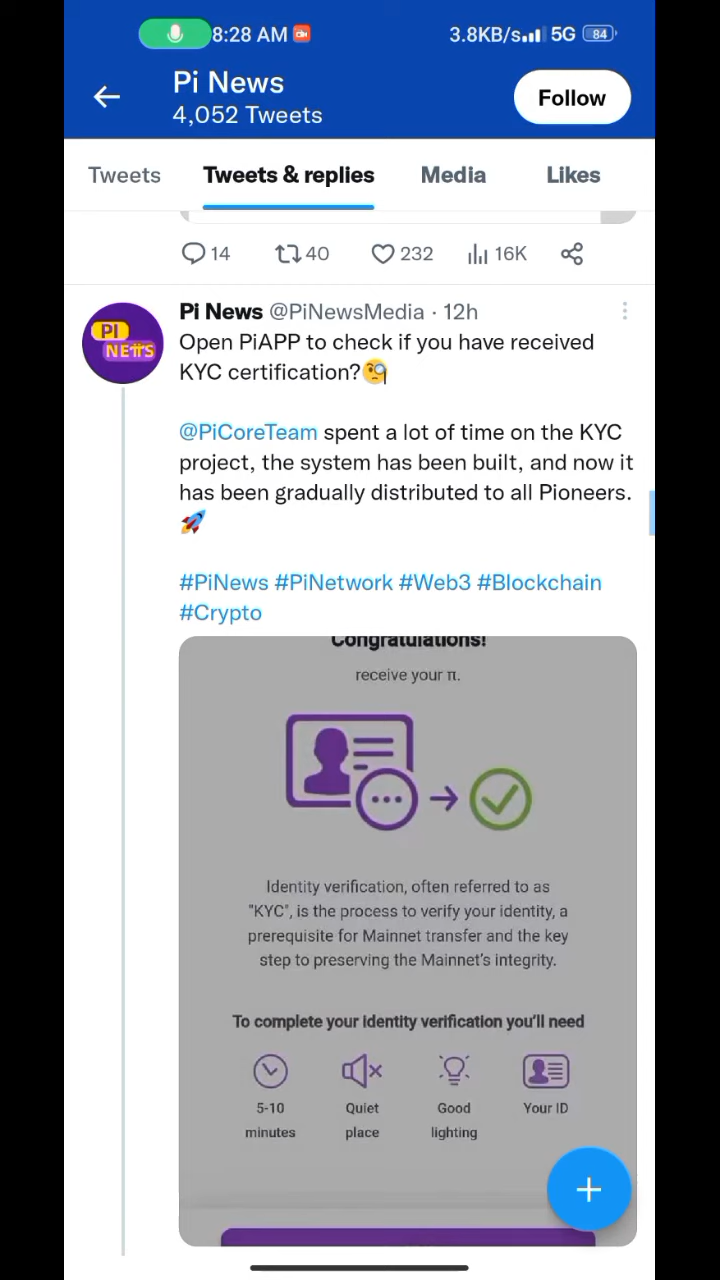 8:28 AM 3.8KB/s 5G 84
Pi News
4,052 Tweets
Follow
Tweets Tweets & replies Media Likes
14 40 232 16K
Pi News @PiNewsMedia · 12h
PI
NEWS
Open PiAPP to check if you have received
KYC certification?🧐
@PiCoreTeam spent a lot of time on the KYC
project, the system has been built, and now it
has been gradually distributed to all Pioneers.
🚀
#PiNews #PiNetwork #Web3 #Blockchain
#Crypto
Congratulations!
receive your π.
Identity verification, often referred to as
"KYC", is the process to verify your identity, a
prerequisite for Mainnet transfer and the key
step to preserving the Mainnet's integrity.
To complete your identity verification you'll need
5-10 Quiet Good Your ID
minutes place lighting